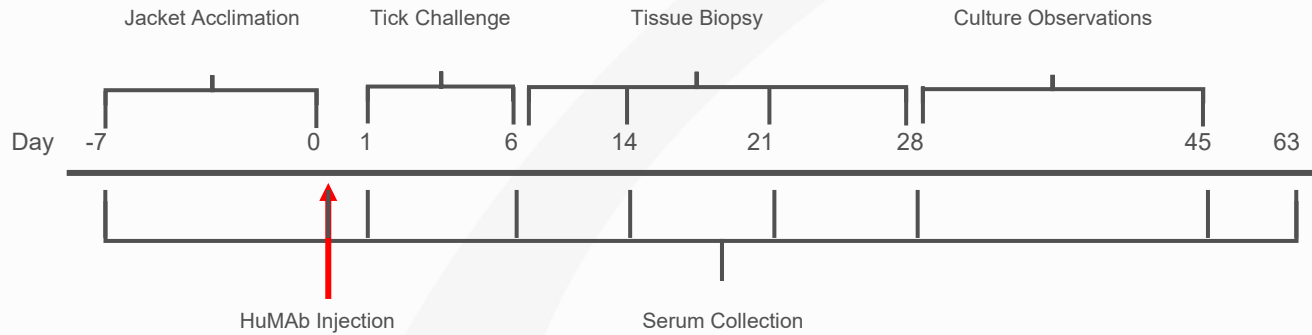 Jacket Acclimation Tick Challenge Tissue Biopsy Culture Observations
Day -7 0 1 6 14 21 28 45 63
HuMAb Injection Serum Collection